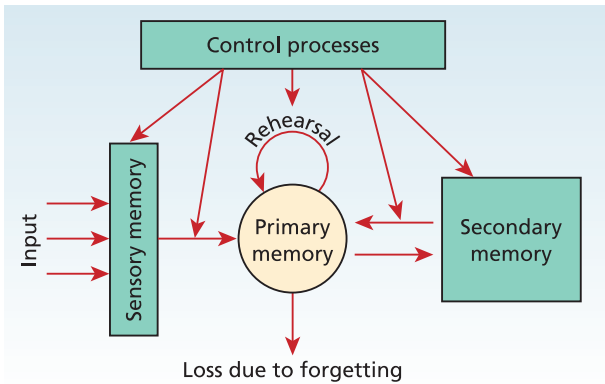 Control processes
Rehearsal
Input
Sensory memory
Primary
memory
Secondary
memory
Loss due to forgetting